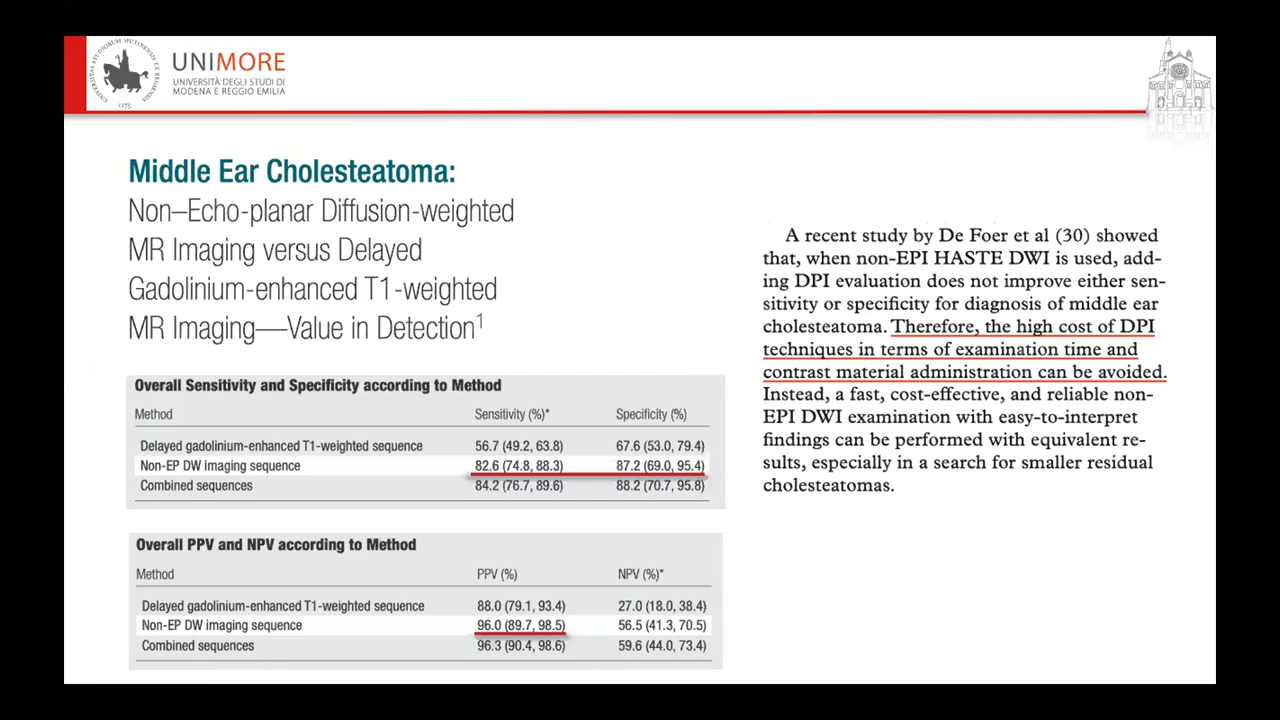 UNIMORE
UNIVERSITÀ DEGLI STUDI DI
MODENA E REGGIO EMILIA
1175
Middle Ear Cholesteatoma:
Non–Echo-planar Diffusion-weighted
MR Imaging versus Delayed
Gadolinium-enhanced T1-weighted
MR Imaging—Value in Detection¹
Overall Sensitivity and Specificity according to Method
Method Sensitivity (%)* Specificity (%)
Delayed gadolinium-enhanced T1-weighted sequence 56.7 (49.2, 63.8) 67.6 (53.0, 79.4)
Non-EP DW imaging sequence 82.6 (74.8, 88.3) 87.2 (69.0, 95.4)
Combined sequences 84.2 (76.7, 89.6) 88.2 (70.7, 95.8)
Overall PPV and NPV according to Method
Method PPV (%) NPV (%)*
Delayed gadolinium-enhanced T1-weighted sequence 88.0 (79.1, 93.4) 27.0 (18.0, 38.4)
Non-EP DW imaging sequence 96.0 (89.7, 98.5) 56.5 (41.3, 70.5)
Combined sequences 96.3 (90.4, 98.6) 59.6 (44.0, 73.4)
A recent study by De Foer et al (30) showed
that, when non-EPI HASTE DWI is used, add-
ing DPI evaluation does not improve either sen-
sitivity or specificity for diagnosis of middle ear
cholesteatoma. Therefore, the high cost of DPI
techniques in terms of examination time and
contrast material administration can be avoided.
Instead, a fast, cost-effective, and reliable non-
EPI DWI examination with easy-to-interpret
findings can be performed with equivalent re-
sults, especially in a search for smaller residual
cholesteatomas.